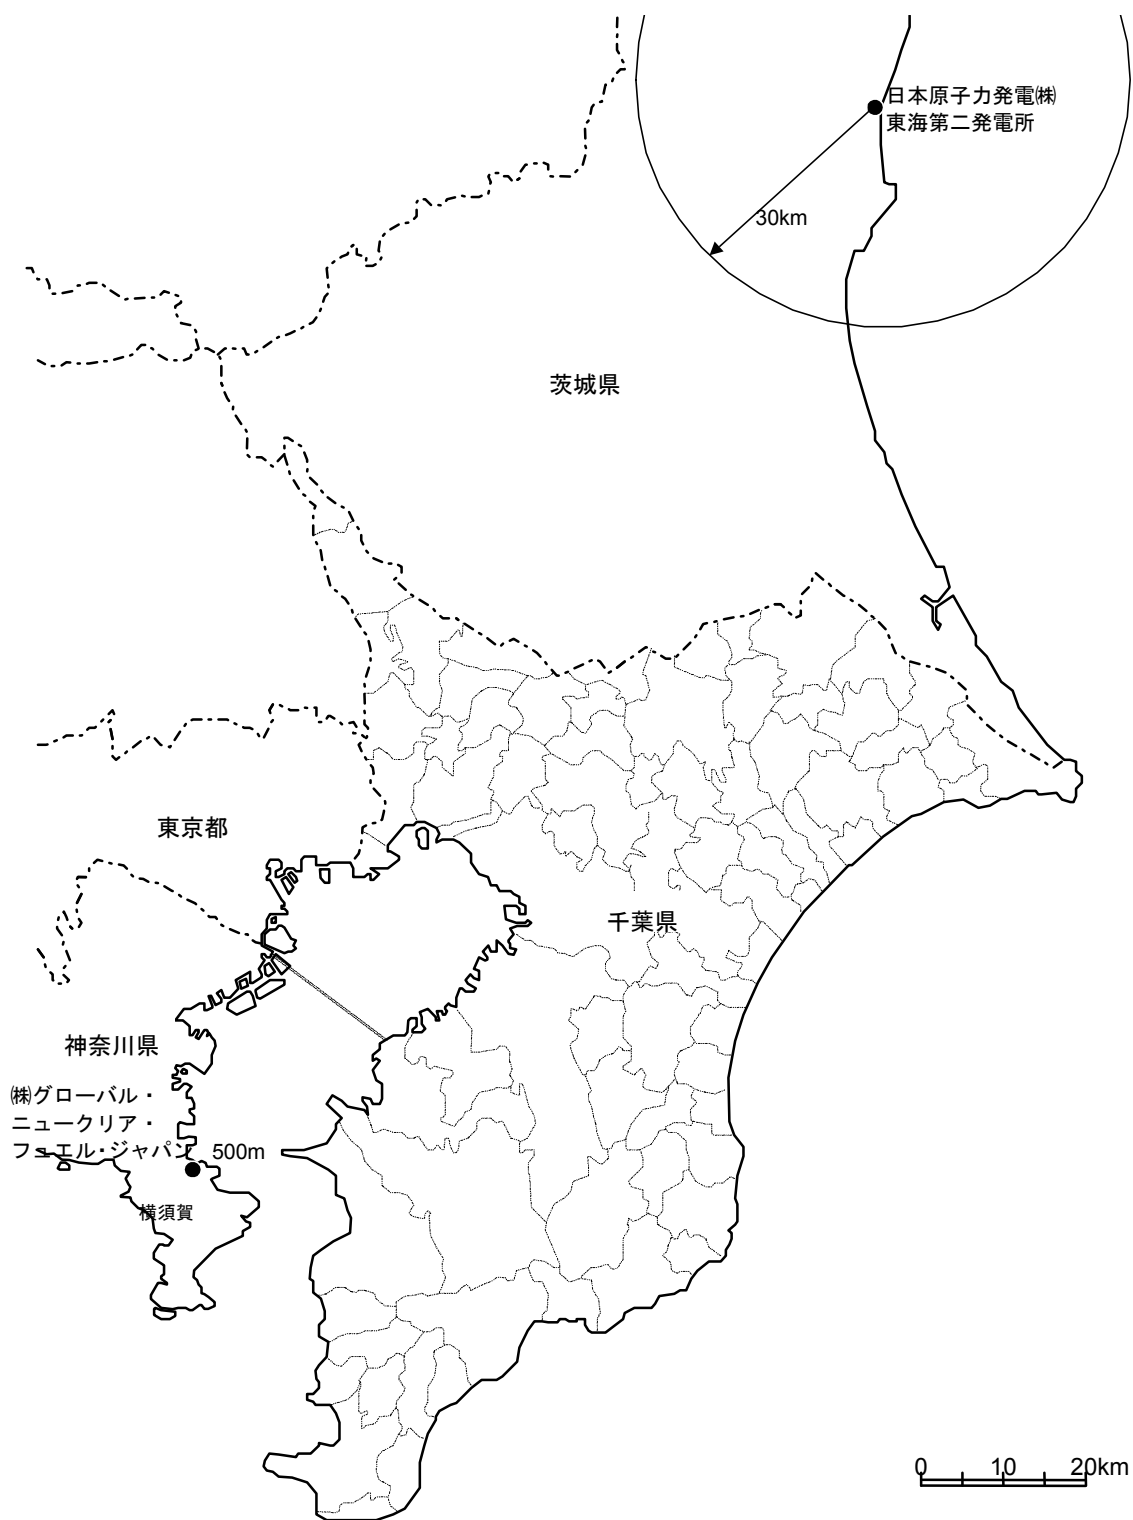 日本原子力発電㈱
東海第二発電所
30km
茨城県
東京都
千葉県
神奈川県
㈱グローバル・
ニュークリア・
フュエル・ジャパン
500m
横須賀
0 10 20km